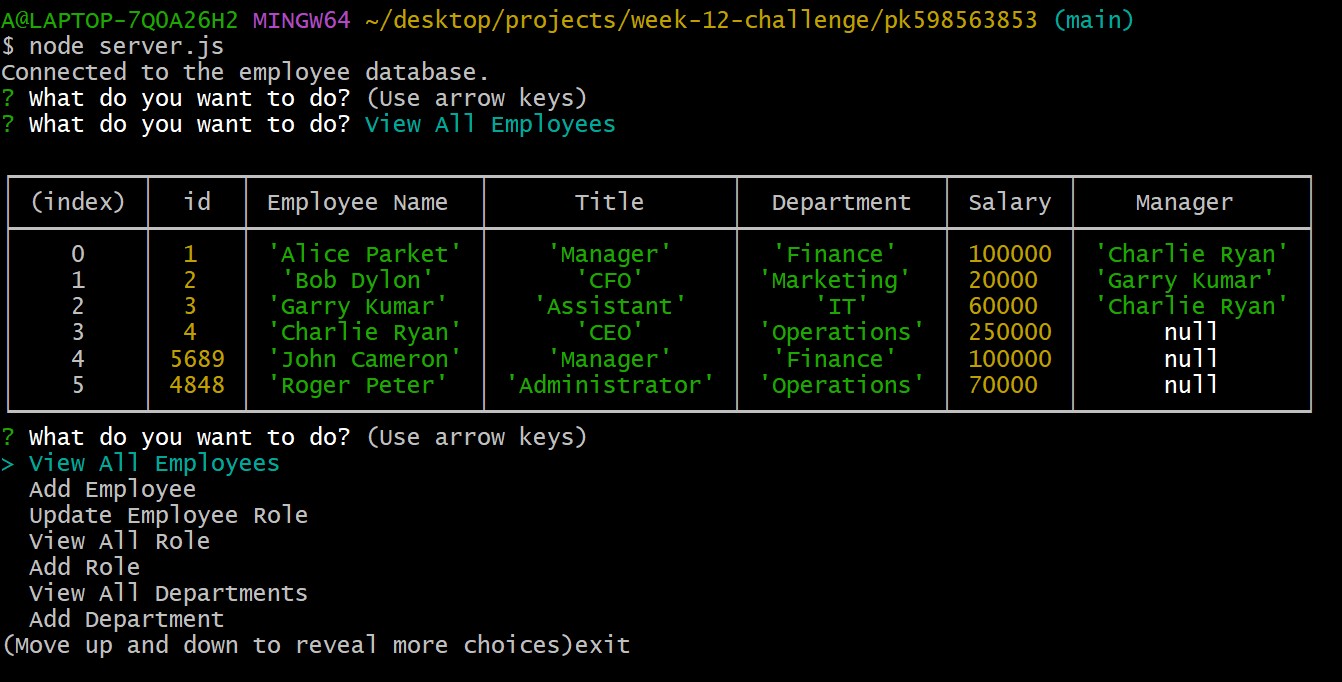 A@LAPTOP-7QOA26H2 MINGW64 ~/desktop/projects/week-12-challenge/pk598563853 (main)
$ node server.js
Connected to the employee database.
? What do you want to do? (Use arrow keys)
? What do you want to do? View All Employees
(index) id Employee Name Title Department Salary Manager
0 1 'Alice Parket' 'Manager' 'Finance' 100000 'Charlie Ryan'
1 2 'Bob Dylon' 'CFO' 'Marketing' 20000 'Garry Kumar'
2 3 'Garry Kumar' 'Assistant' 'IT' 60000 'Charlie Ryan'
3 4 'Charlie Ryan' 'CEO' 'Operations' 250000 null
4 5689 'John Cameron' 'Manager' 'Finance' 100000 null
5 4848 'Roger Peter' 'Administrator' 'Operations' 70000 null
? What do you want to do? (Use arrow keys)
> View All Employees
Add Employee
Update Employee Role
View All Role
Add Role
View All Departments
Add Department
(Move up and down to reveal more choices)exit